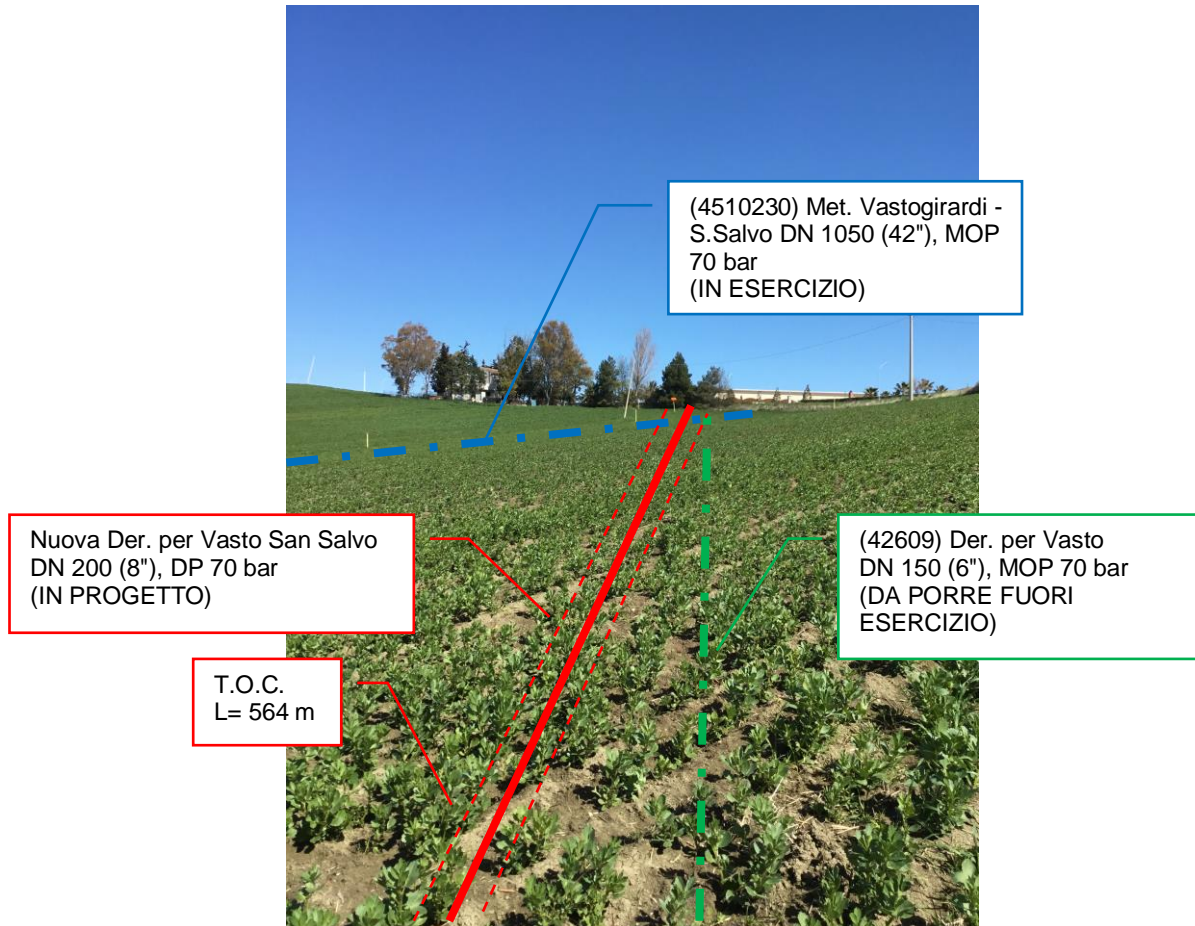 (4510230) Met. Vastogirardi -
S.Salvo DN 1050 (42"), MOP
70 bar
(IN ESERCIZIO)
Nuova Der. per Vasto San Salvo
DN 200 (8"), DP 70 bar
(IN PROGETTO)
(42609) Der. per Vasto
DN 150 (6"), MOP 70 bar
(DA PORRE FUORI
ESERCIZIO)
T.O.C.
L= 564 m